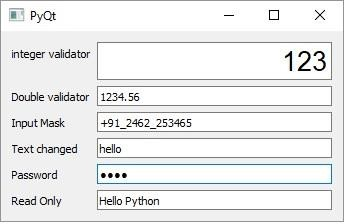 PyQt
integer validator 123
Double validator 1234.56
Input Mask +91_2462_253465
Text changed hello
Password ●●●●
Read Only Hello Python